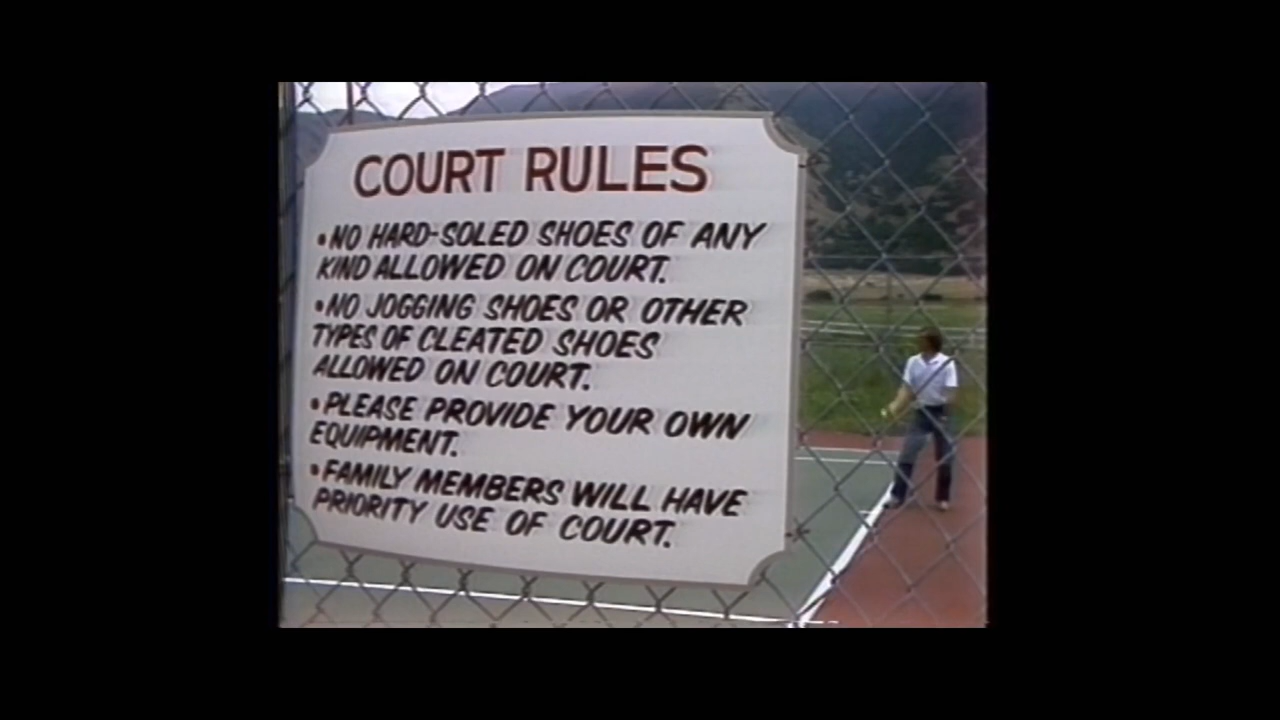 COURT RULES
•NO HARD-SOLED SHOES OF ANY
KIND ALLOWED ON COURT.
•NO JOGGING SHOES OR OTHER
TYPES OF CLEATED SHOES
ALLOWED ON COURT.
•PLEASE PROVIDE YOUR OWN
EQUIPMENT.
•FAMILY MEMBERS WILL HAVE
PRIORITY USE OF COURT.